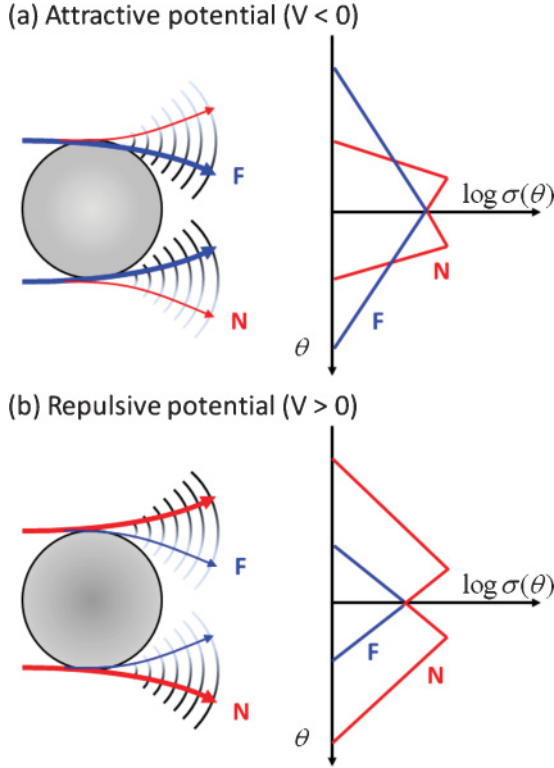 (a) Attractive potential (V < 0)
F
log σ(θ)
N
N
F
θ
(b) Repulsive potential (V > 0)
F
log σ(θ)
F
N
N
θ